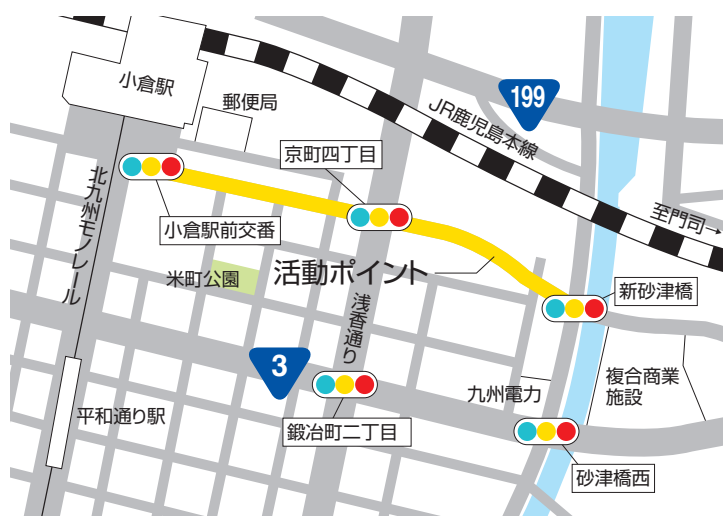 小倉駅
郵便局
199
JR鹿児島本線
京町四丁目
至門司→
北九州モノレール
小倉駅前交番
米町公園
活動ポイント
新砂津橋
浅香通り
3
九州電力
複合商業
施設
平和通り駅
鍛冶町二丁目
砂津橋西